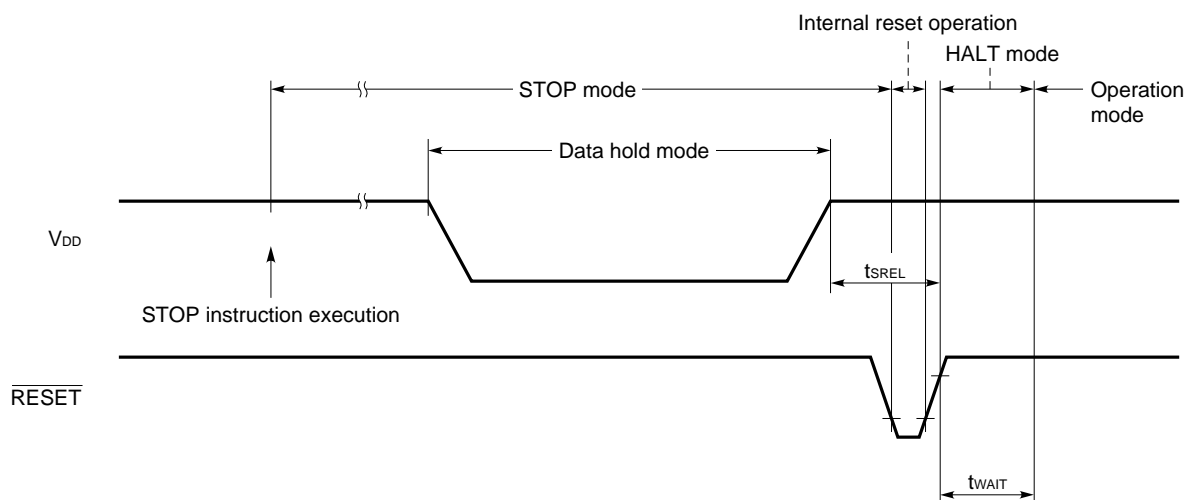 Internal reset operation
HALT mode
STOP mode
Operation
mode
Data hold mode
VDD
tSREL
STOP instruction execution
RESET
tWAIT